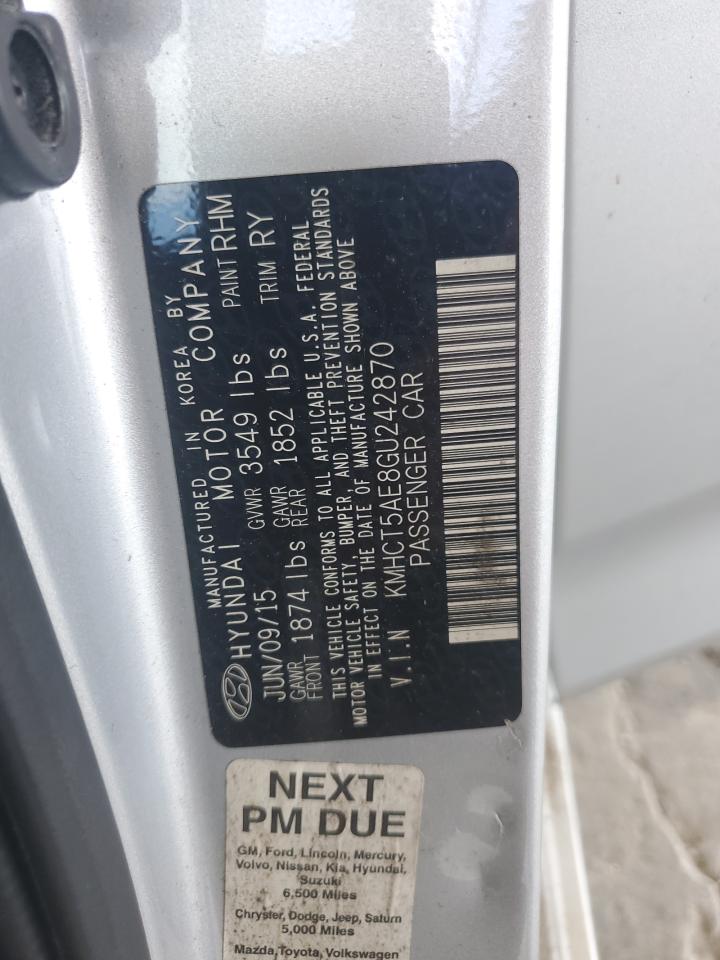 MANUFACTURED IN KOREA BY
HYUNDAI MOTOR COMPANY
JUN/09/15 GVWR 3549 lbs PAINT RHM
GAWR FRONT 1874 lbs GAWR REAR 1852 lbs TRIM RY
THIS VEHICLE CONFORMS TO ALL APPLICABLE U.S.A. FEDERAL
MOTOR VEHICLE SAFETY, BUMPER, AND THEFT PREVENTION STANDARDS
IN EFFECT ON THE DATE OF MANUFACTURE SHOWN ABOVE
V.I.N KMHCT5AE8GU242870
PASSENGER CAR
NEXT
PM DUE
GM, Ford, Lincoln, Mercury,
Volvo, Nissan, Kia, Hyundai,
Suzuki
6,500 Miles
Chrysler, Dodge, Jeep, Saturn
5,000 Miles
Mazda, Toyota, Volkswagen